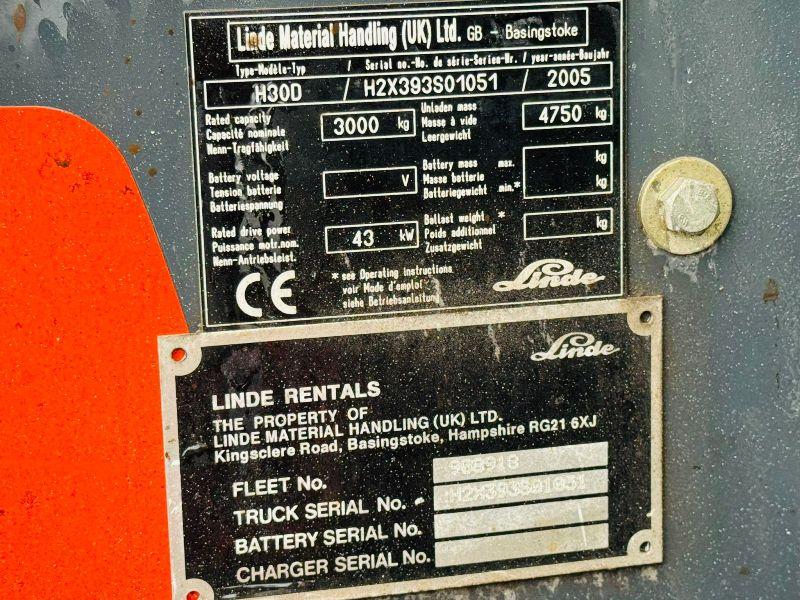 Linde Material Handling (UK) Ltd. GB - Basingstoke
Type-Modèle-Typ / Serial no.-No. de série-Serien-Nr. / year-année-Baujahr
H30D / H2X393S01051 / 2005
Rated capacity
Capacité nominale
Nenn-Tragfähigkeit
3000 kg
Unladen mass
Masse à vide
Leergewicht
4750 kg
Battery voltage
Tension batterie
Batteriespannung
V
Battery mass max.
Masse batterie
Batteriegewicht min.*
kg
kg
Rated drive power
Puissance motr.nom.
Nenn-Antriebsleist.
43 kW
Ballast weight *
Poids additionnel
Zusatzgewicht
kg
CE
* see Operating Instructions
voir Mode d'emploi
siehe Betriebsanleitung
Linde
Linde
LINDE RENTALS
THE PROPERTY OF
LINDE MATERIAL HANDLING (UK) LTD.
Kingsclere Road, Basingstoke, Hampshire RG21 6XJ
FLEET No. 908918
TRUCK SERIAL No.
BATTERY SERIAL No.
CHARGER SERIAL No.